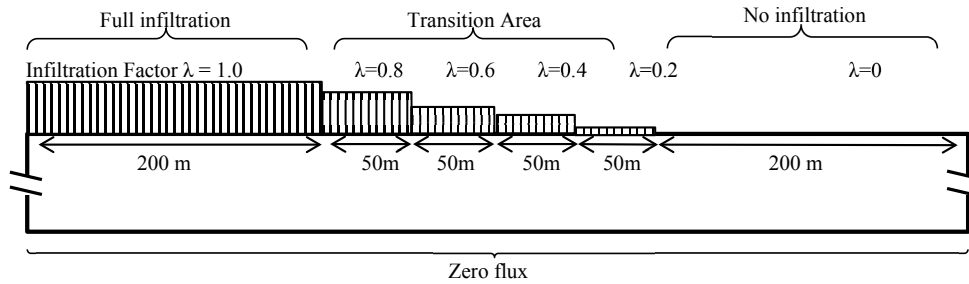 Full infiltration
Transition Area
No infiltration
Infiltration Factor λ = 1.0
λ=0.8
λ=0.6
λ=0.4
λ=0.2
λ=0
200 m
50m
50m
50m
50m
200 m
Zero flux